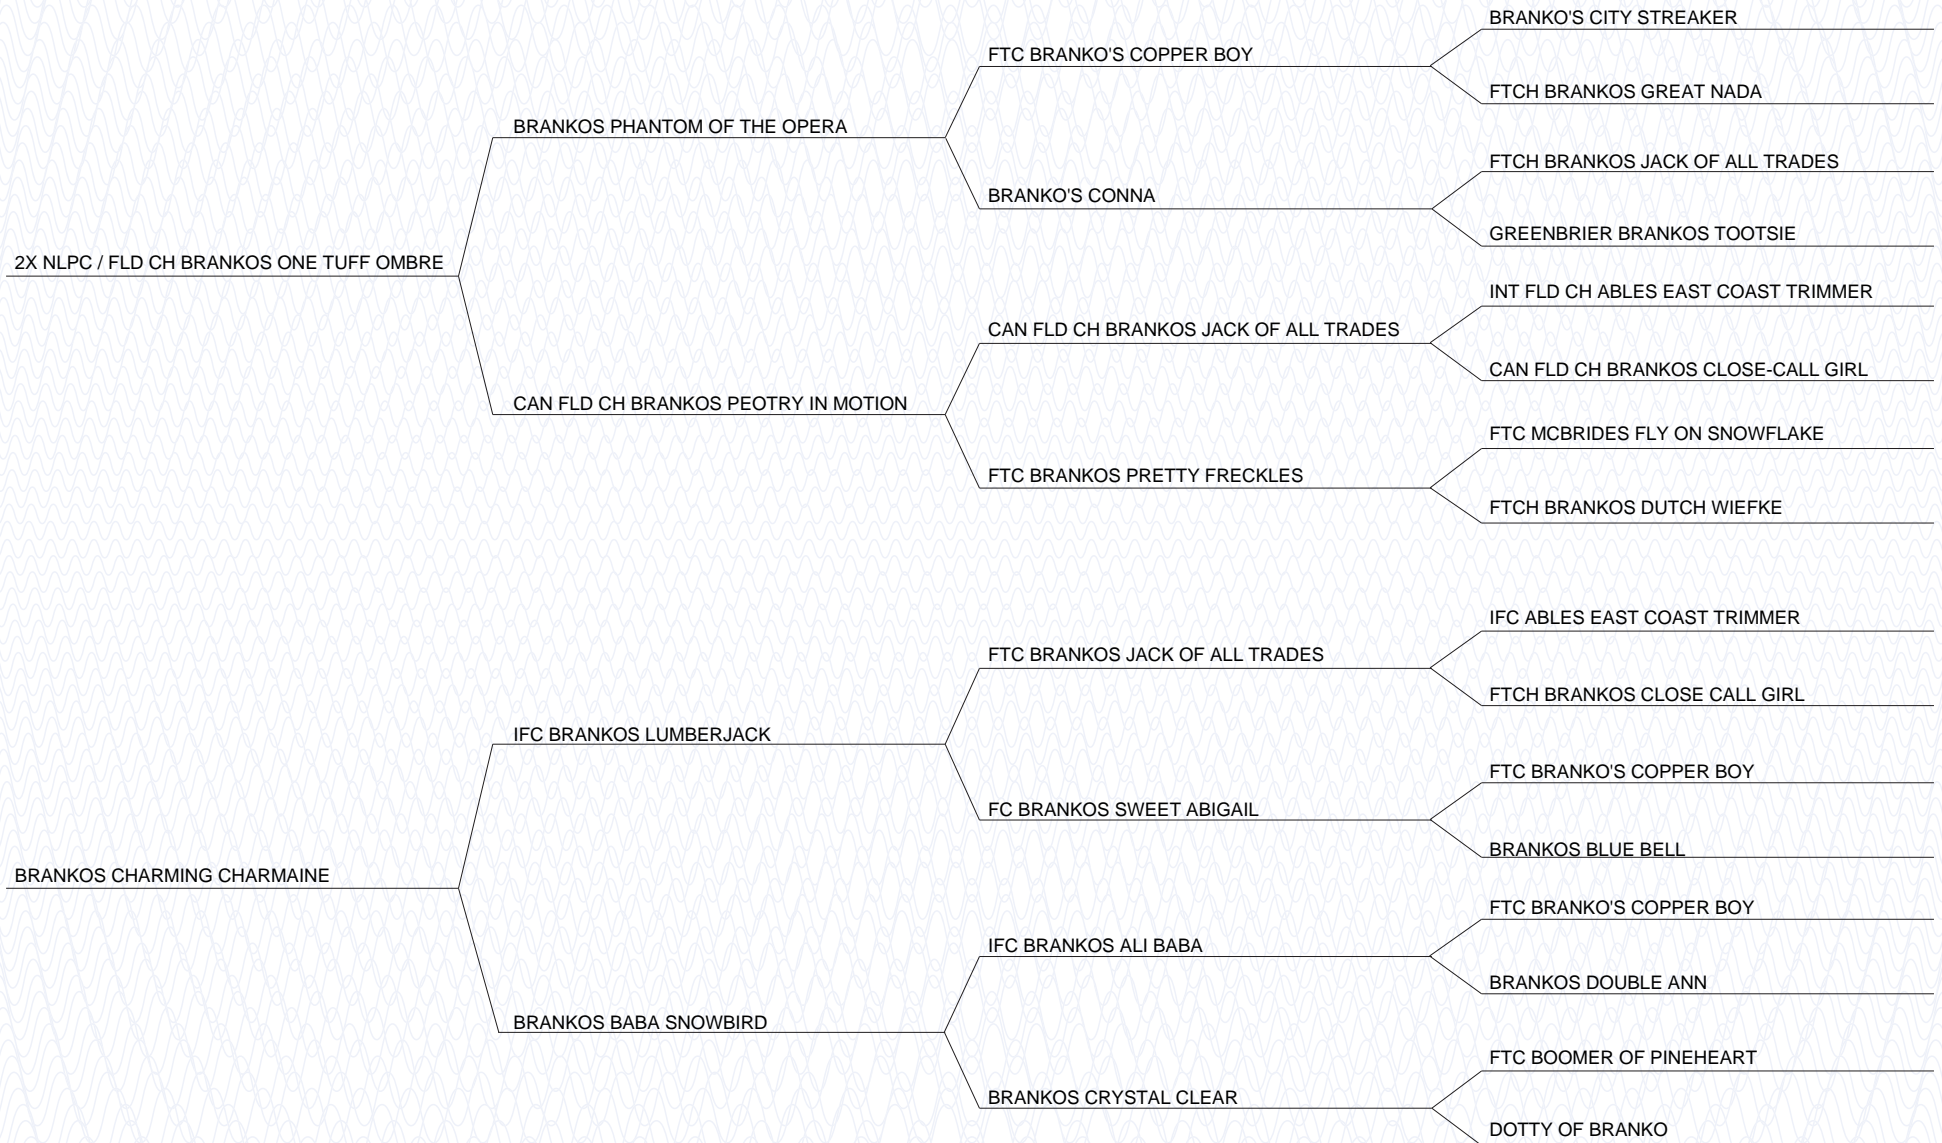 BRANKO'S CITY STREAKER
FTC BRANKO'S COPPER BOY
FTCH BRANKOS GREAT NADA
BRANKOS PHANTOM OF THE OPERA
FTCH BRANKOS JACK OF ALL TRADES
BRANKO'S CONNA
GREENBRIER BRANKOS TOOTSIE
2X NLPC / FLD CH BRANKOS ONE TUFF OMBRE
INT FLD CH ABLES EAST COAST TRIMMER
CAN FLD CH BRANKOS JACK OF ALL TRADES
CAN FLD CH BRANKOS CLOSE-CALL GIRL
CAN FLD CH BRANKOS PEOTRY IN MOTION
FTC MCBRIDES FLY ON SNOWFLAKE
FTC BRANKOS PRETTY FRECKLES
FTCH BRANKOS DUTCH WIEFKE
IFC ABLES EAST COAST TRIMMER
FTC BRANKOS JACK OF ALL TRADES
FTCH BRANKOS CLOSE CALL GIRL
IFC BRANKOS LUMBERJACK
FTC BRANKO'S COPPER BOY
FC BRANKOS SWEET ABIGAIL
BRANKOS BLUE BELL
BRANKOS CHARMING CHARMAINE
FTC BRANKO'S COPPER BOY
IFC BRANKOS ALI BABA
BRANKOS DOUBLE ANN
BRANKOS BABA SNOWBIRD
FTC BOOMER OF PINEHEART
BRANKOS CRYSTAL CLEAR
DOTTY OF BRANKO